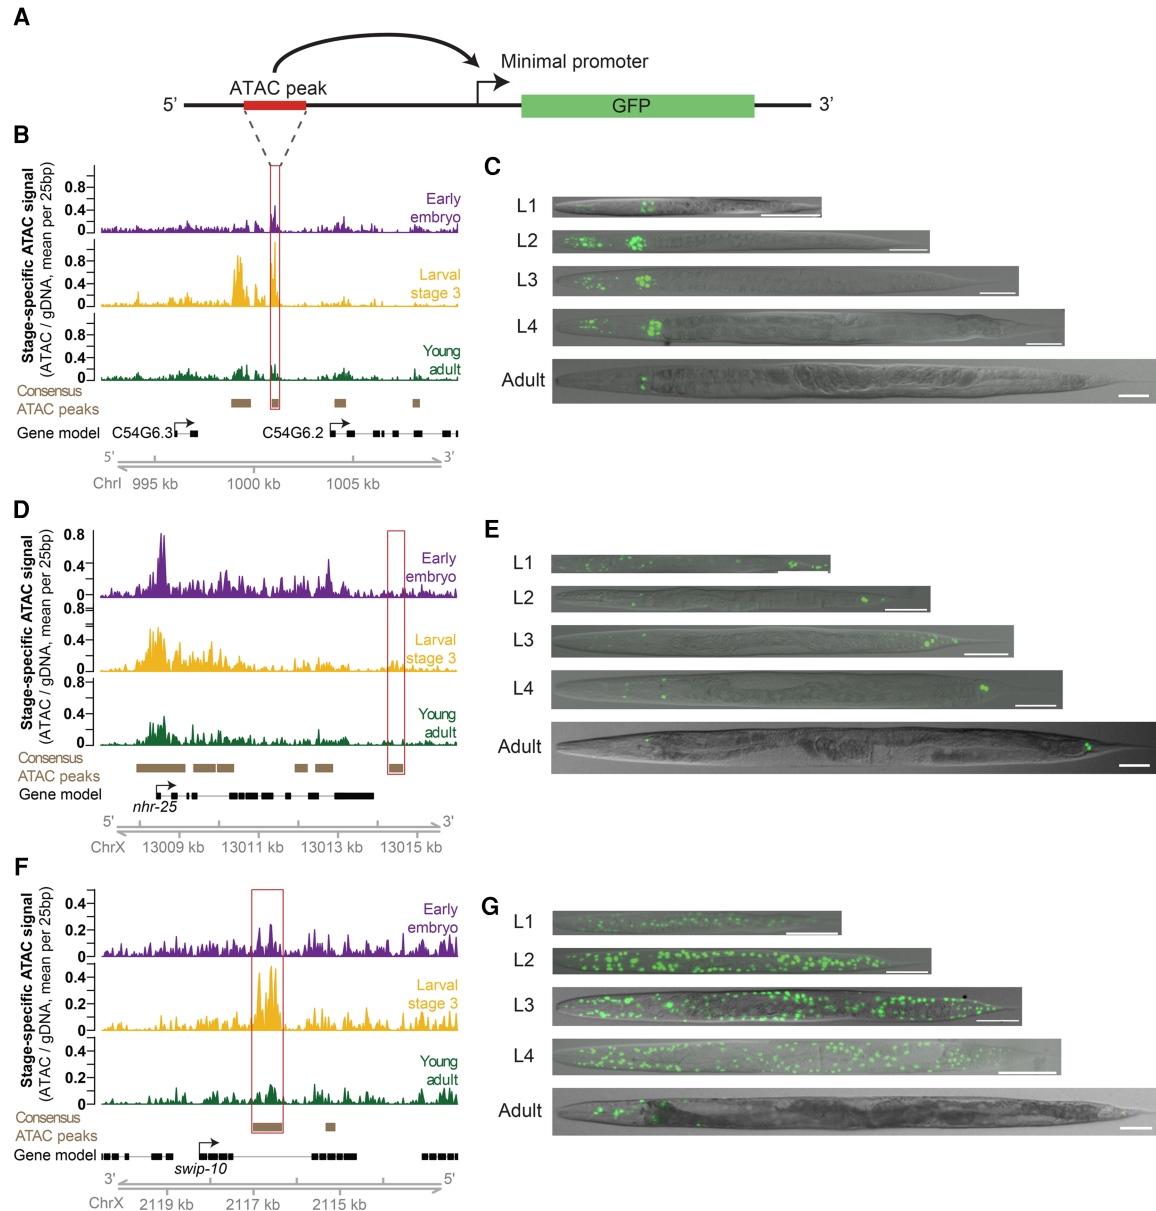 A
Minimal promoter
ATAC peak
5'
GFP
3'
B
Stage-specific ATAC signal
(ATAC / gDNA, mean per 25bp)
0.8
0.4
0
Early
embryo
0.8
0.4
0
Larval
stage 3
0.8
0.4
0
Young
adult
Consensus
ATAC peaks
Gene model
C54G6.3
C54G6.2
5'
3'
ChrI
995 kb
1000 kb
1005 kb
C
L1
L2
L3
L4
Adult
D
Stage-specific ATAC signal
(ATAC / gDNA, mean per 25bp)
0.8
0.4
0
Early
embryo
0.8
0.4
0
Larval
stage 3
0.8
0.4
0
Young
adult
Consensus
ATAC peaks
Gene model
nhr-25
5'
3'
ChrX
13009 kb
13011 kb
13013 kb
13015 kb
E
L1
L2
L3
L4
Adult
F
Stage-specific ATAC signal
(ATAC / gDNA, mean per 25bp)
0.4
0.2
0
Early
embryo
0.4
0.2
0
Larval
stage 3
0.4
0.2
0
Young
adult
Consensus
ATAC peaks
Gene model
swip-10
3'
5'
ChrX
2119 kb
2117 kb
2115 kb
G
L1
L2
L3
L4
Adult